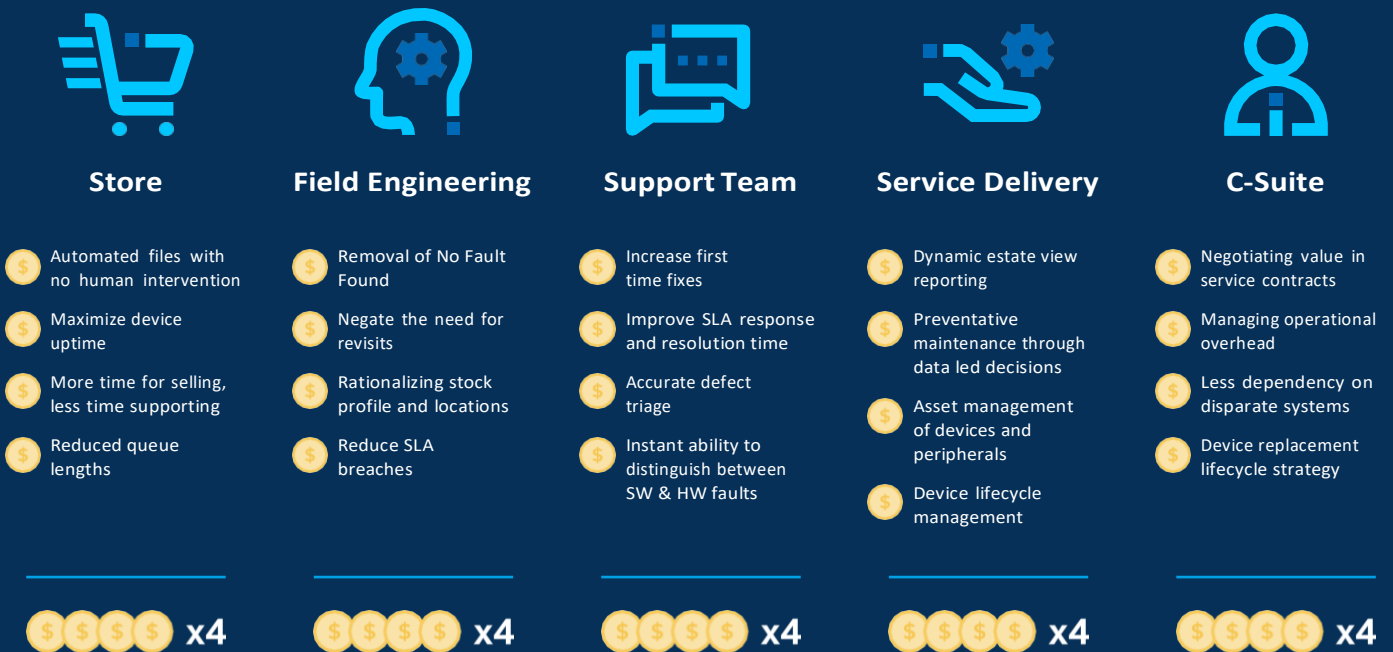 Store
Automated files with
no human intervention
Maximize device
uptime
More time for selling,
less time supporting
Reduced queue
lengths
$ $ $ $ x4
Field Engineering
Removal of No Fault
Found
Negate the need for
revisits
Rationalizing stock
profile and locations
Reduce SLA
breaches
$ $ $ $ x4
Support Team
Increase first
time fixes
Improve SLA response
and resolution time
Accurate defect
triage
Instant ability to
distinguish between
SW & HW faults
$ $ $ $ x4
Service Delivery
Dynamic estate view
reporting
Preventative
maintenance through
data led decisions
Asset management
of devices and
peripherals
Device lifecycle
management
$ $ $ $ x4
C-Suite
Negotiating value in
service contracts
Managing operational
overhead
Less dependency on
disparate systems
Device replacement
lifecycle strategy
$ $ $ $ x4